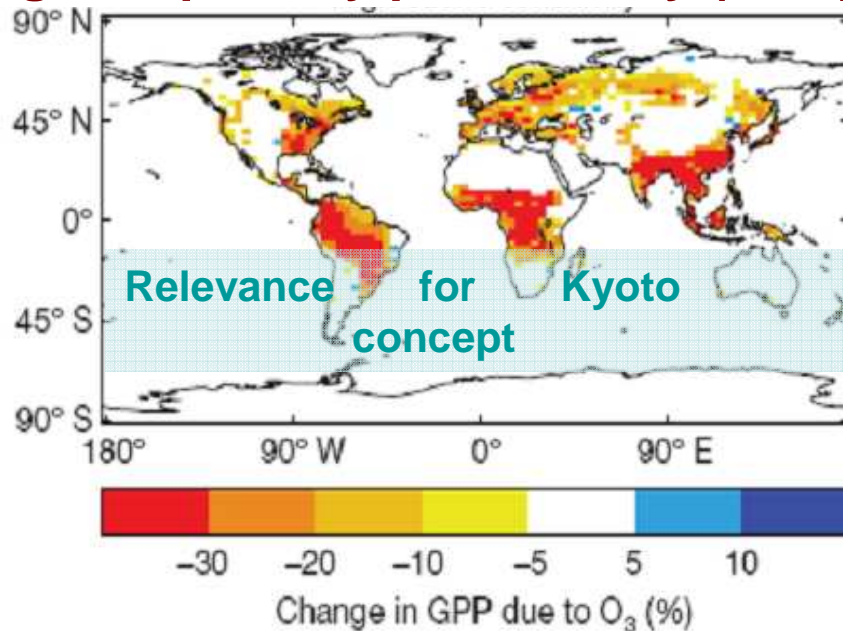 90° N
45° N
0°
Relevance for Kyoto
45° S
concept
90° S
180° 90° W 0° 90° E
−30 −20 −10 −5 5 10
Change in GPP due to O₃ (%)